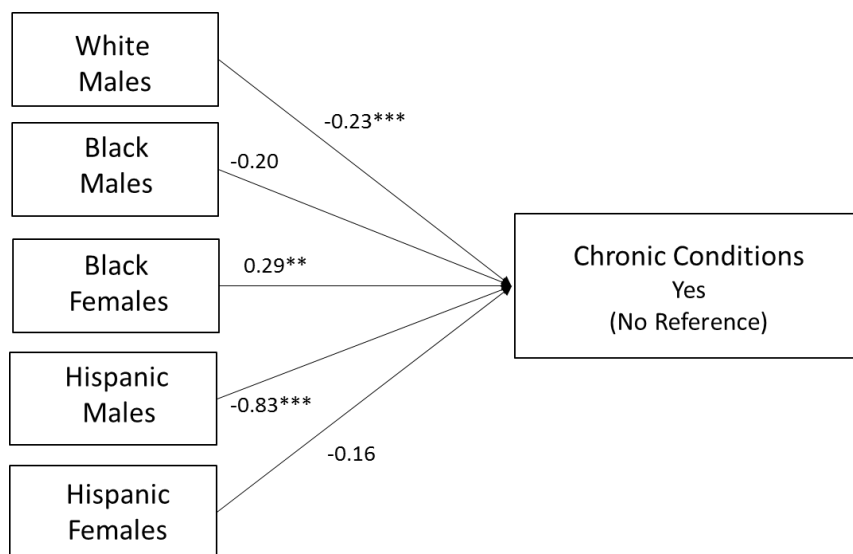 White
Males
-0.23***
Black
Males
-0.20
Black
Females
0.29**
Chronic Conditions
Yes
(No Reference)
Hispanic
Males
-0.83***
-0.16
Hispanic
Females